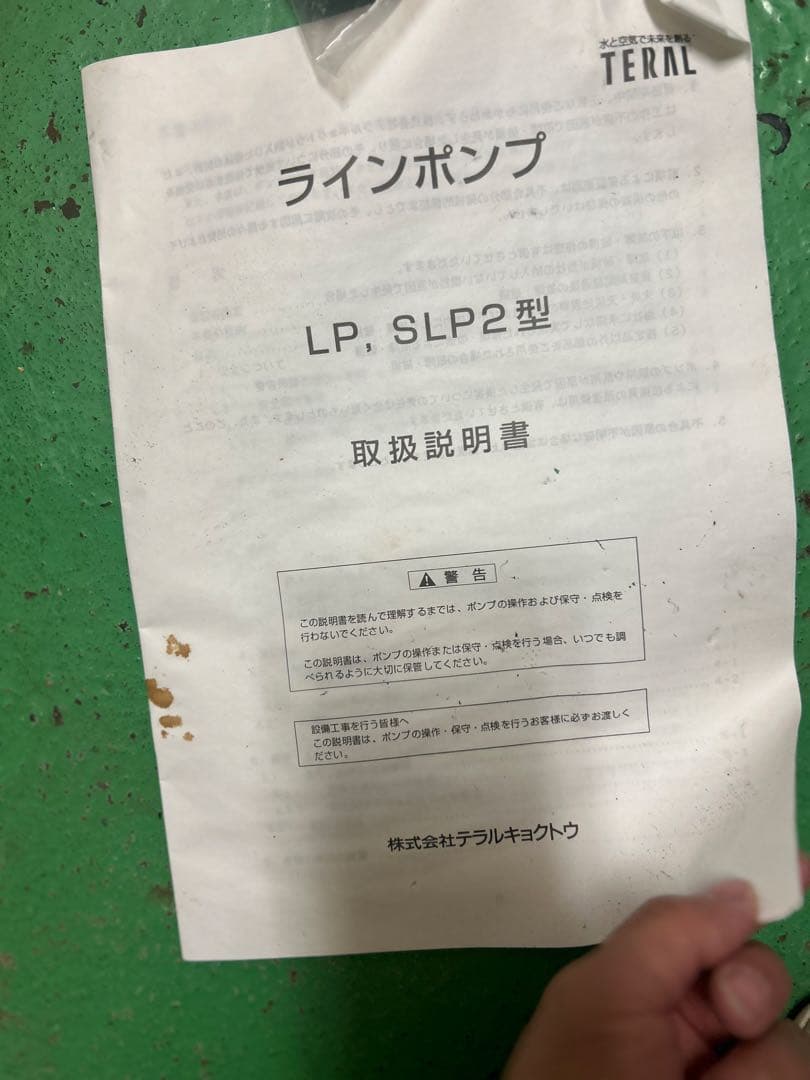 水と空気で未来を創る
TERAL
ラインポンプ
LP, SLP2型
取扱説明書
⚠ 警 告
この説明書を読んで理解するまでは、ポンプの操作および保守・点検を
行わないでください。
この説明書は、ポンプの操作または保守・点検を行う場合、いつでも調
べられるように大切に保管してください。
設備工事を行う皆様へ
この説明書は、ポンプの操作・保守・点検を行うお客様に必ずお渡しく
ださい。
株式会社テラルキョクトウ